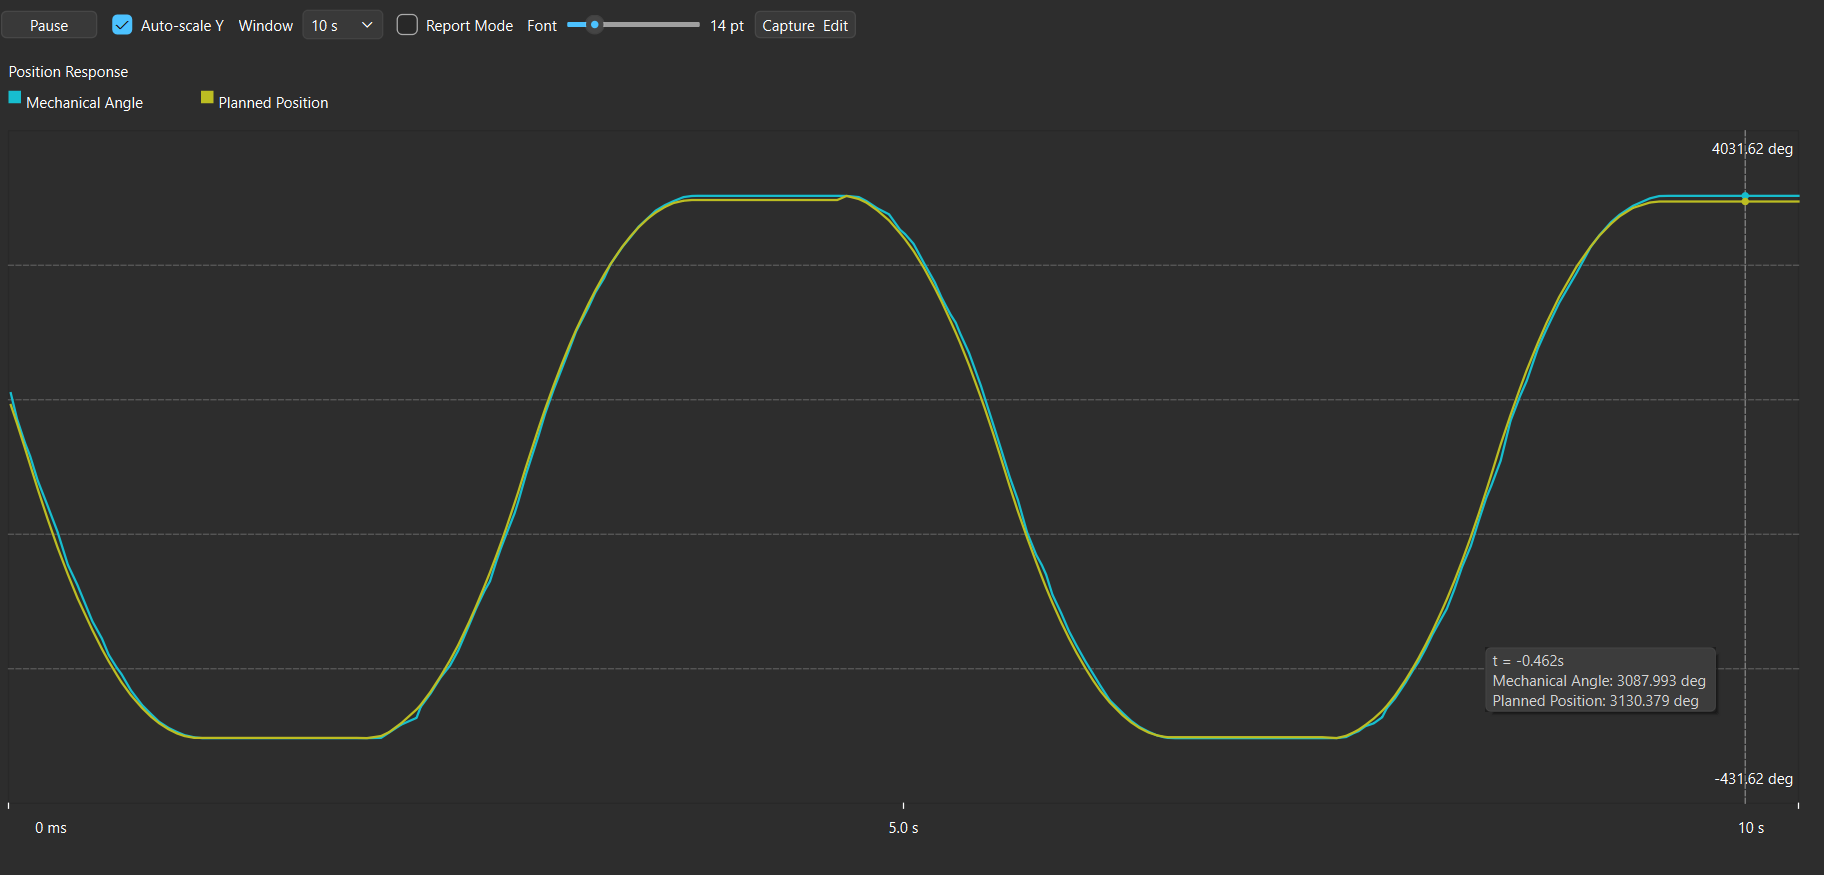 Pause Auto-scale Y Window 10 s Report Mode Font 14 pt Capture Edit
Position Response
Mechanical Angle Planned Position
4031.62 deg
t = -0.462s
Mechanical Angle: 3087.993 deg
Planned Position: 3130.379 deg
-431.62 deg
0 ms 5.0 s 10 s